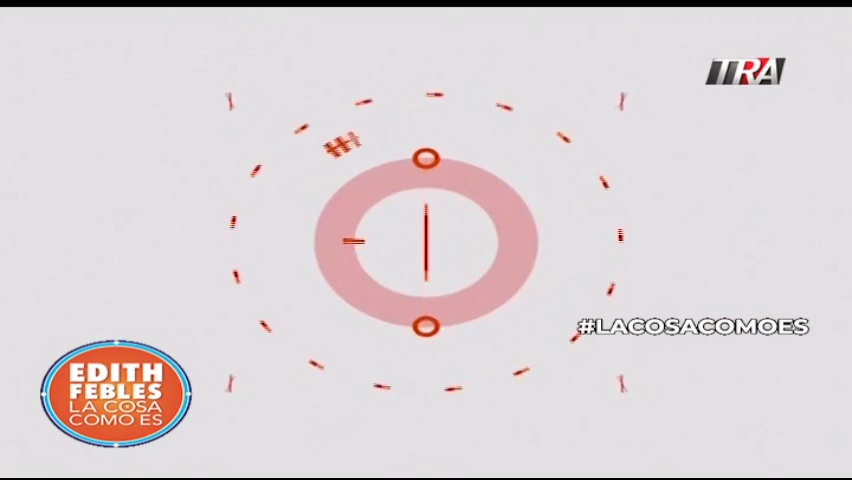 TRA
#LACOSACOMOES
EDITH
FEBLES
LA COSA
COMO ES